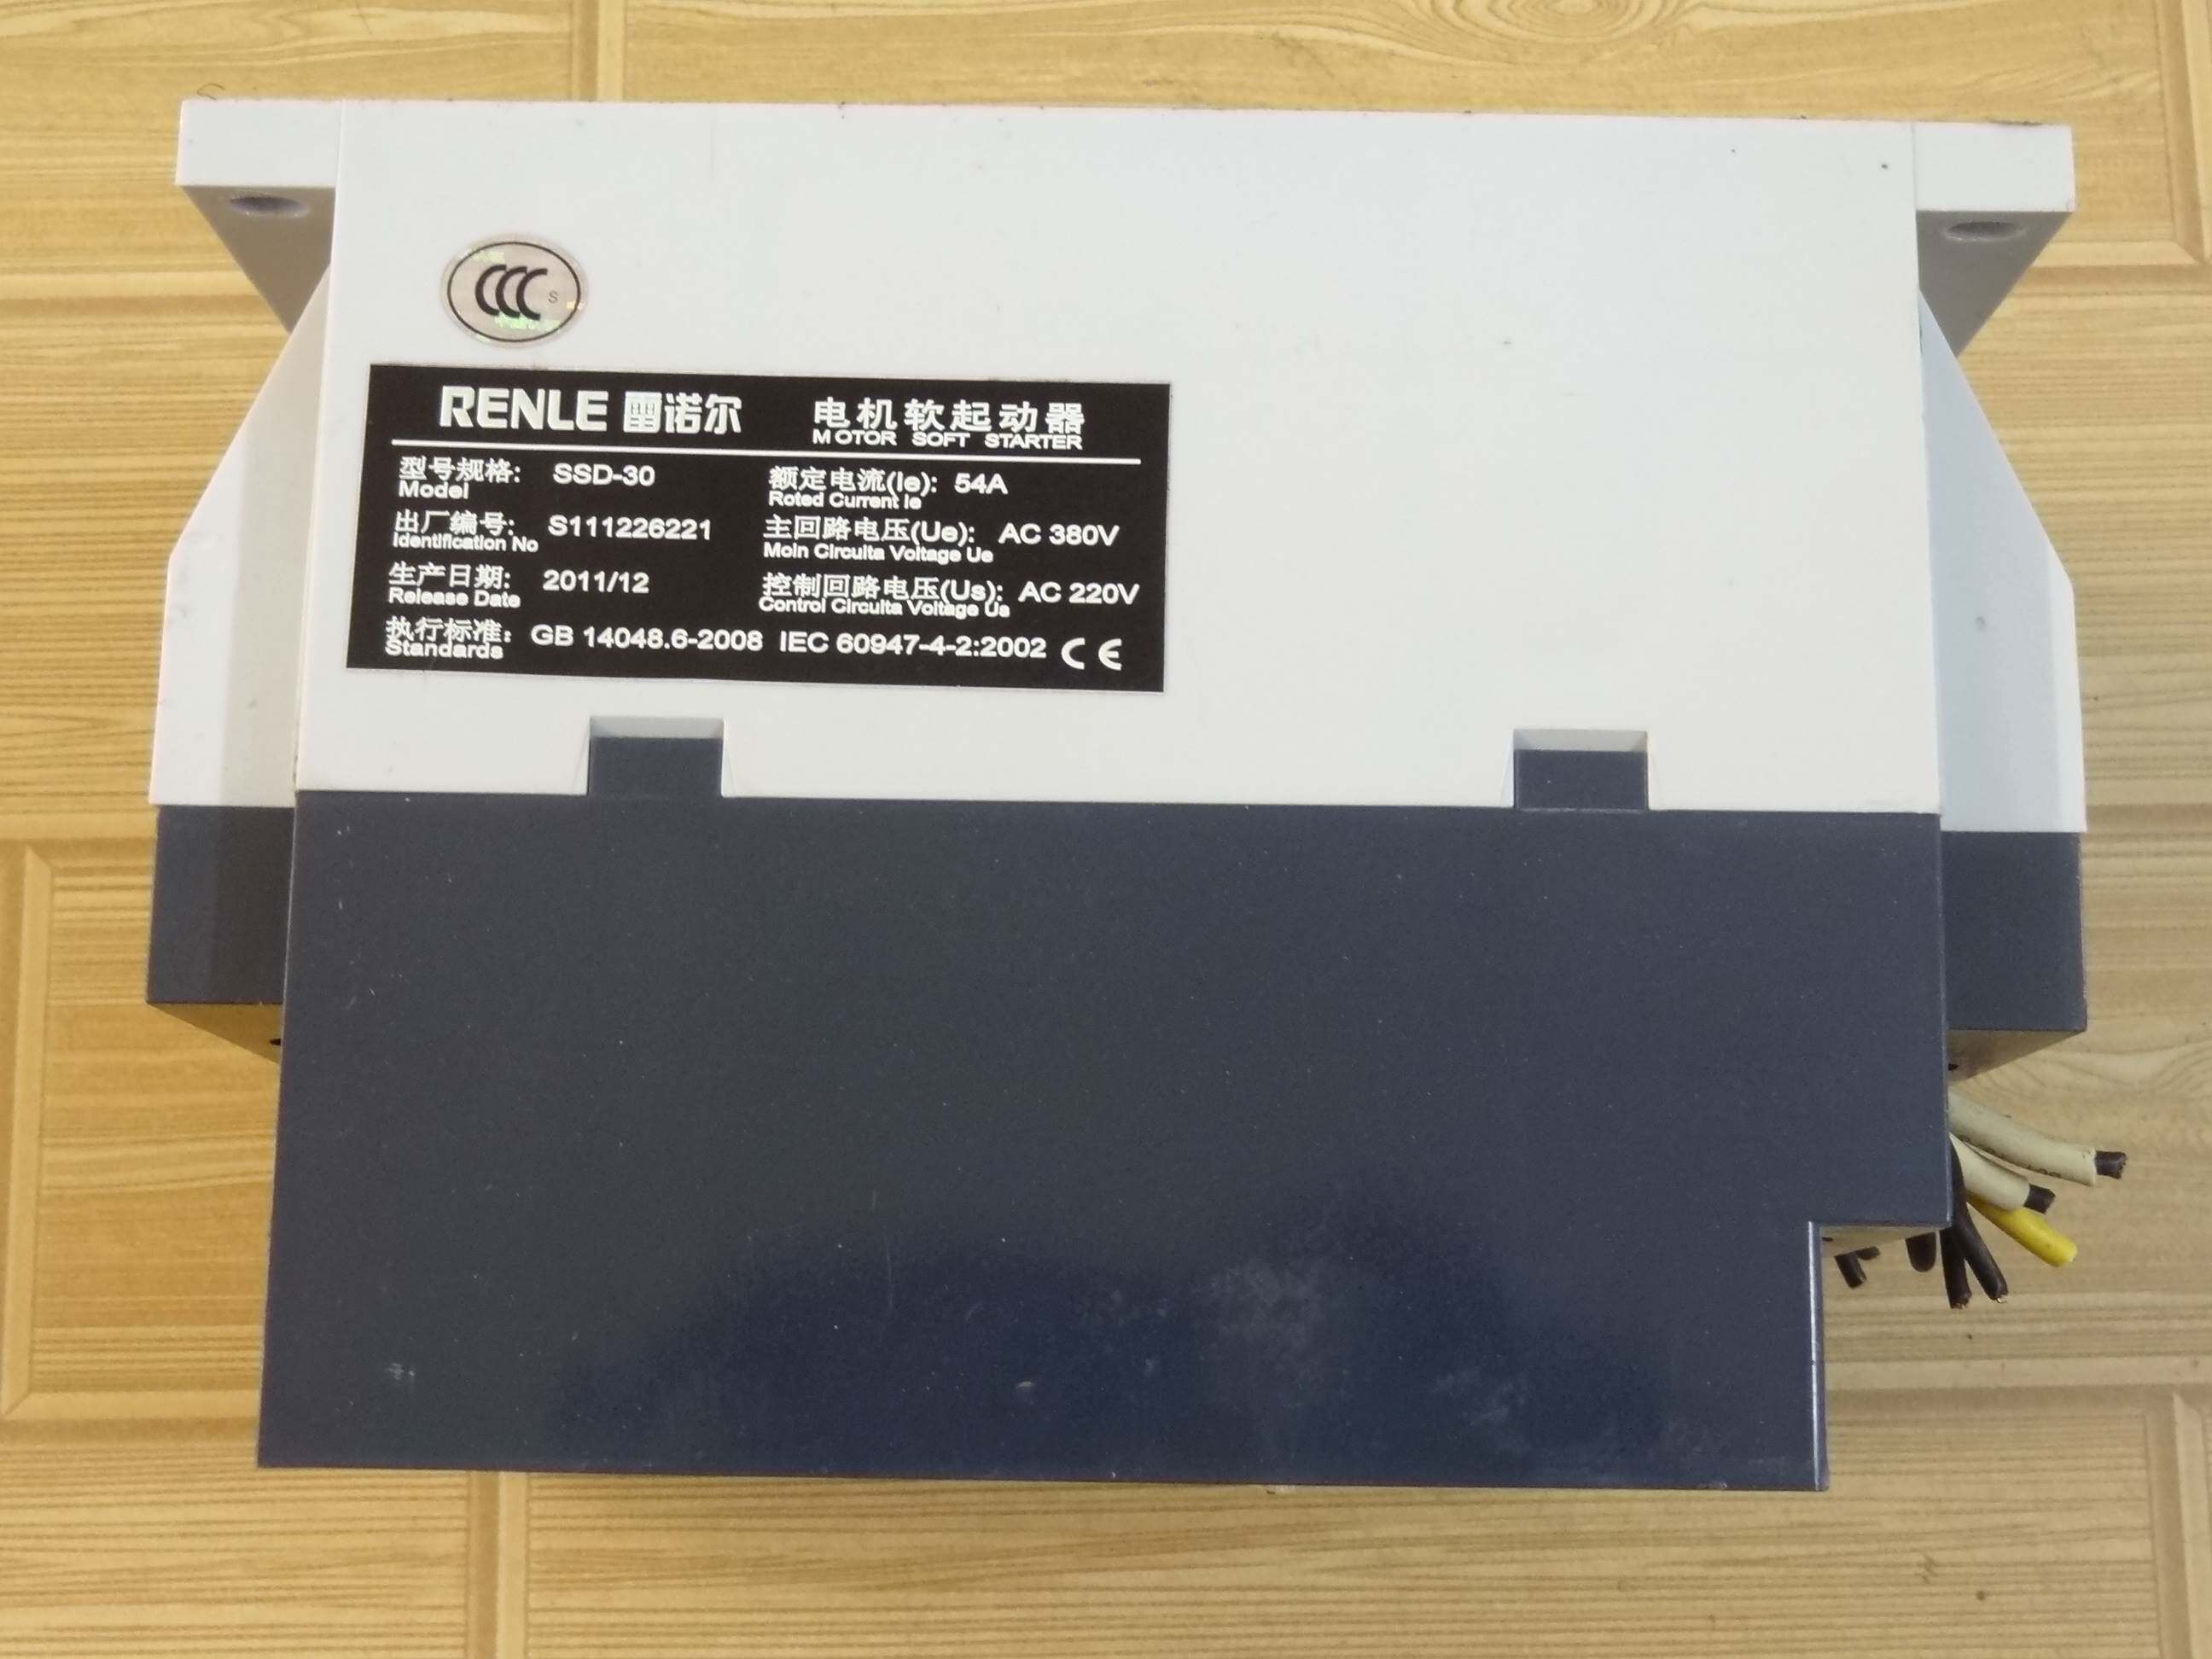 CCC S
RENLE 雷诺尔 电机软起动器
MOTOR SOFT STARTER
型号规格: SSD-30 额定电流(Ie): 54A
Model Roted Current Ie
出厂编号: S111226221 主回路电压(Ue): AC 380V
Identification No Moin Circuita Voltage Ue
生产日期: 2011/12 控制回路电压(Us): AC 220V
Release Date Control Circuita Voltage Us
执行标准: GB 14048.6-2008 IEC 60947-4-2:2002 CE
Standards